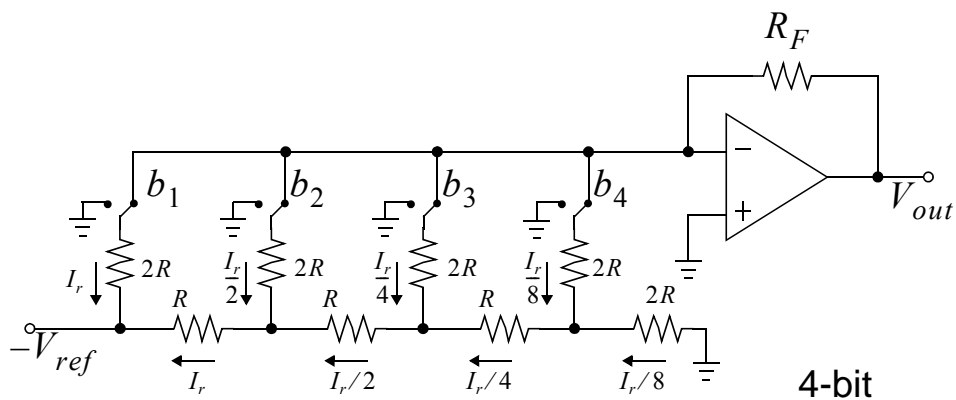 R_F
b_1 b_2 b_3 b_4
− +
V_out
I_r 2R I_r/2 2R I_r/4 2R I_r/8 2R
R R R 2R
−V_ref
I_r I_r/2 I_r/4 I_r/8
4-bit